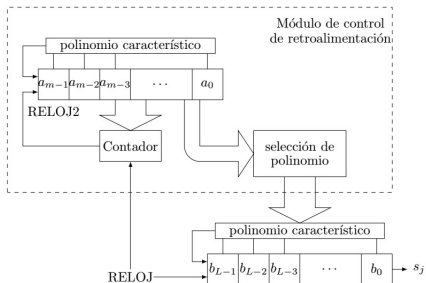 Módulo de control
de retroalimentación
polinomio característico
a_{m−1} a_{m−2} a_{m−3} · · · a_0
RELOJ2
Contador
selección de
polinomio
polinomio característico
b_{L−1} b_{L−2} b_{L−3} · · · b_0 s_j
RELOJ